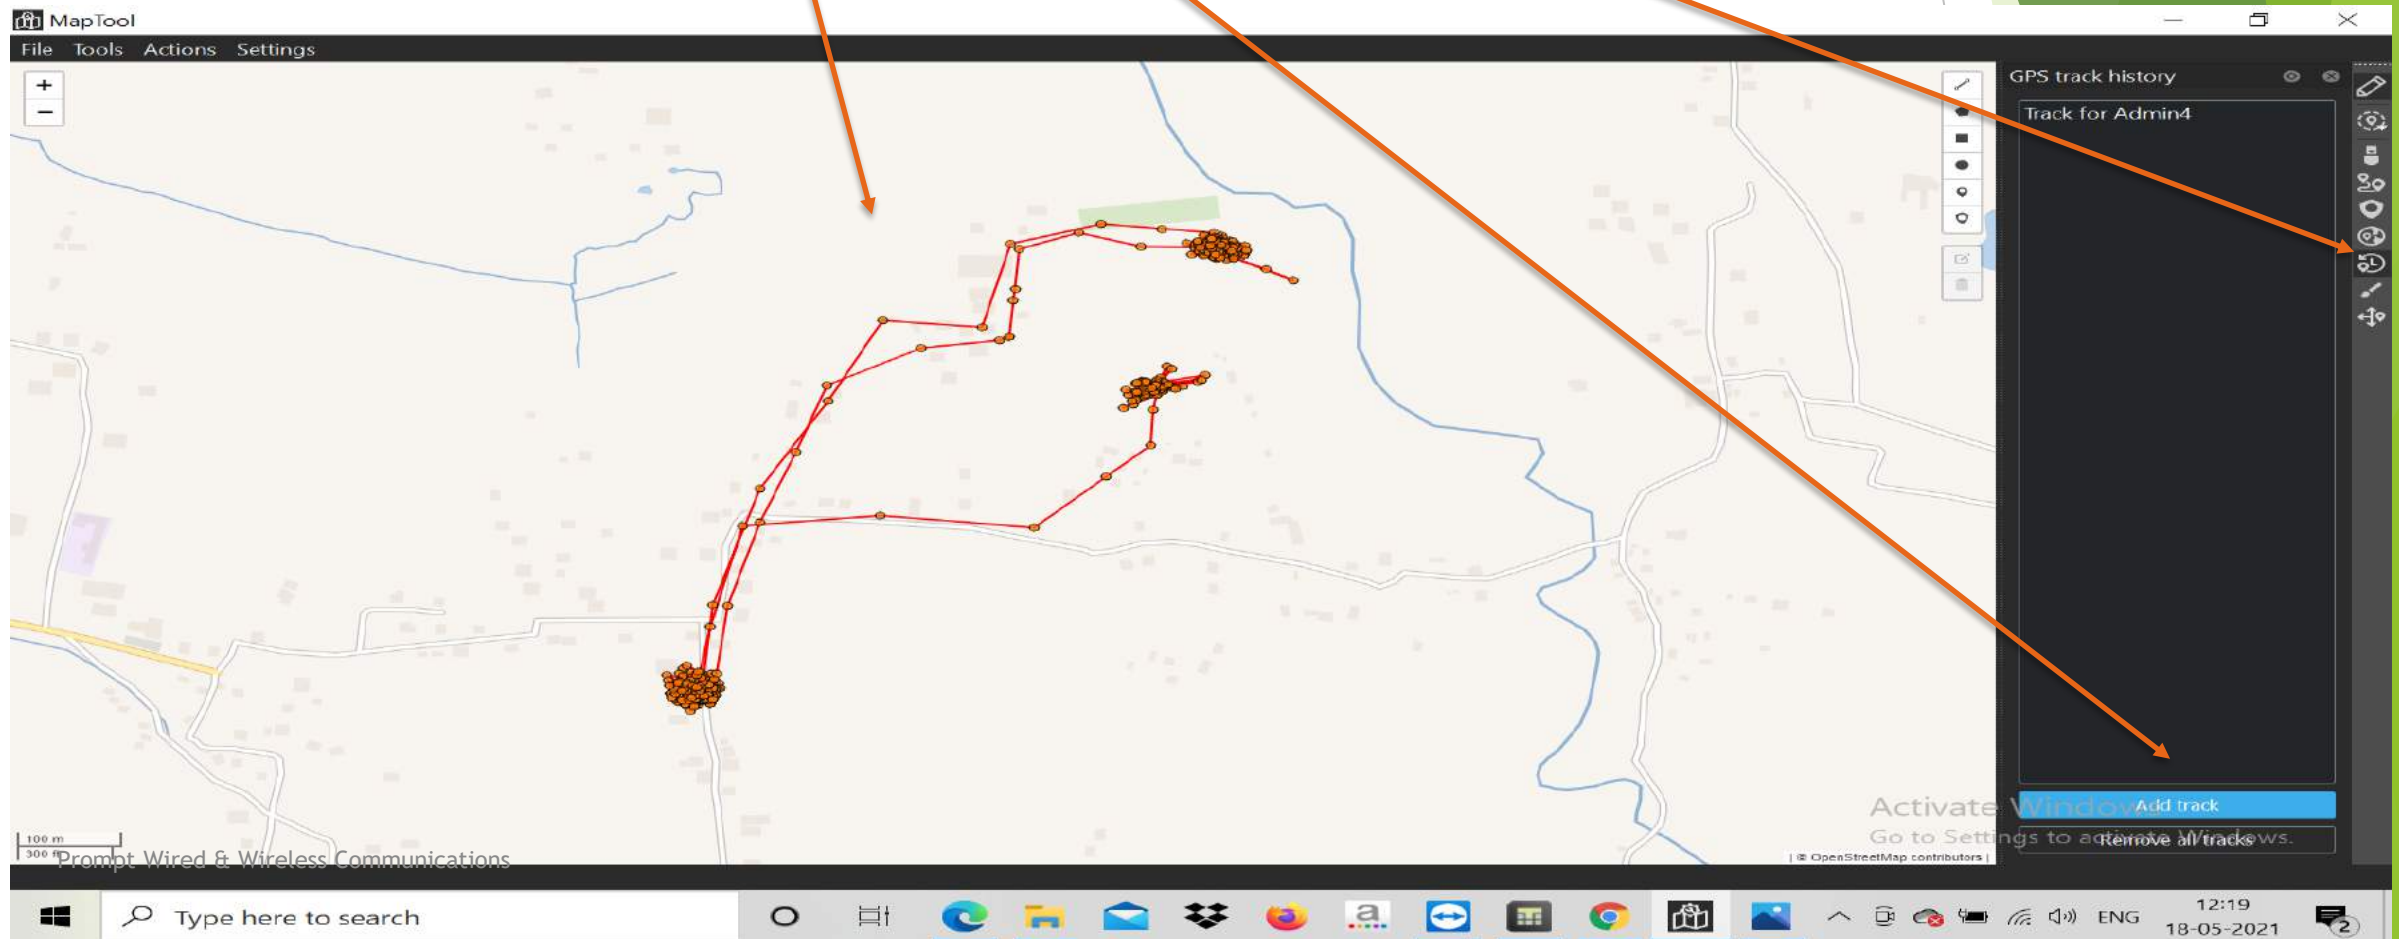 MapTool
File Tools Actions Settings
+
−
GPS track history
Track for Admin4
Add track
Remove all tracks
Activate Windows
Go to Settings to activate Windows.
100 m
300 ft
Prompt Wired & Wireless Communications
| © OpenStreetMap contributors |
Type here to search
a
ENG
12:19
18-05-2021
2